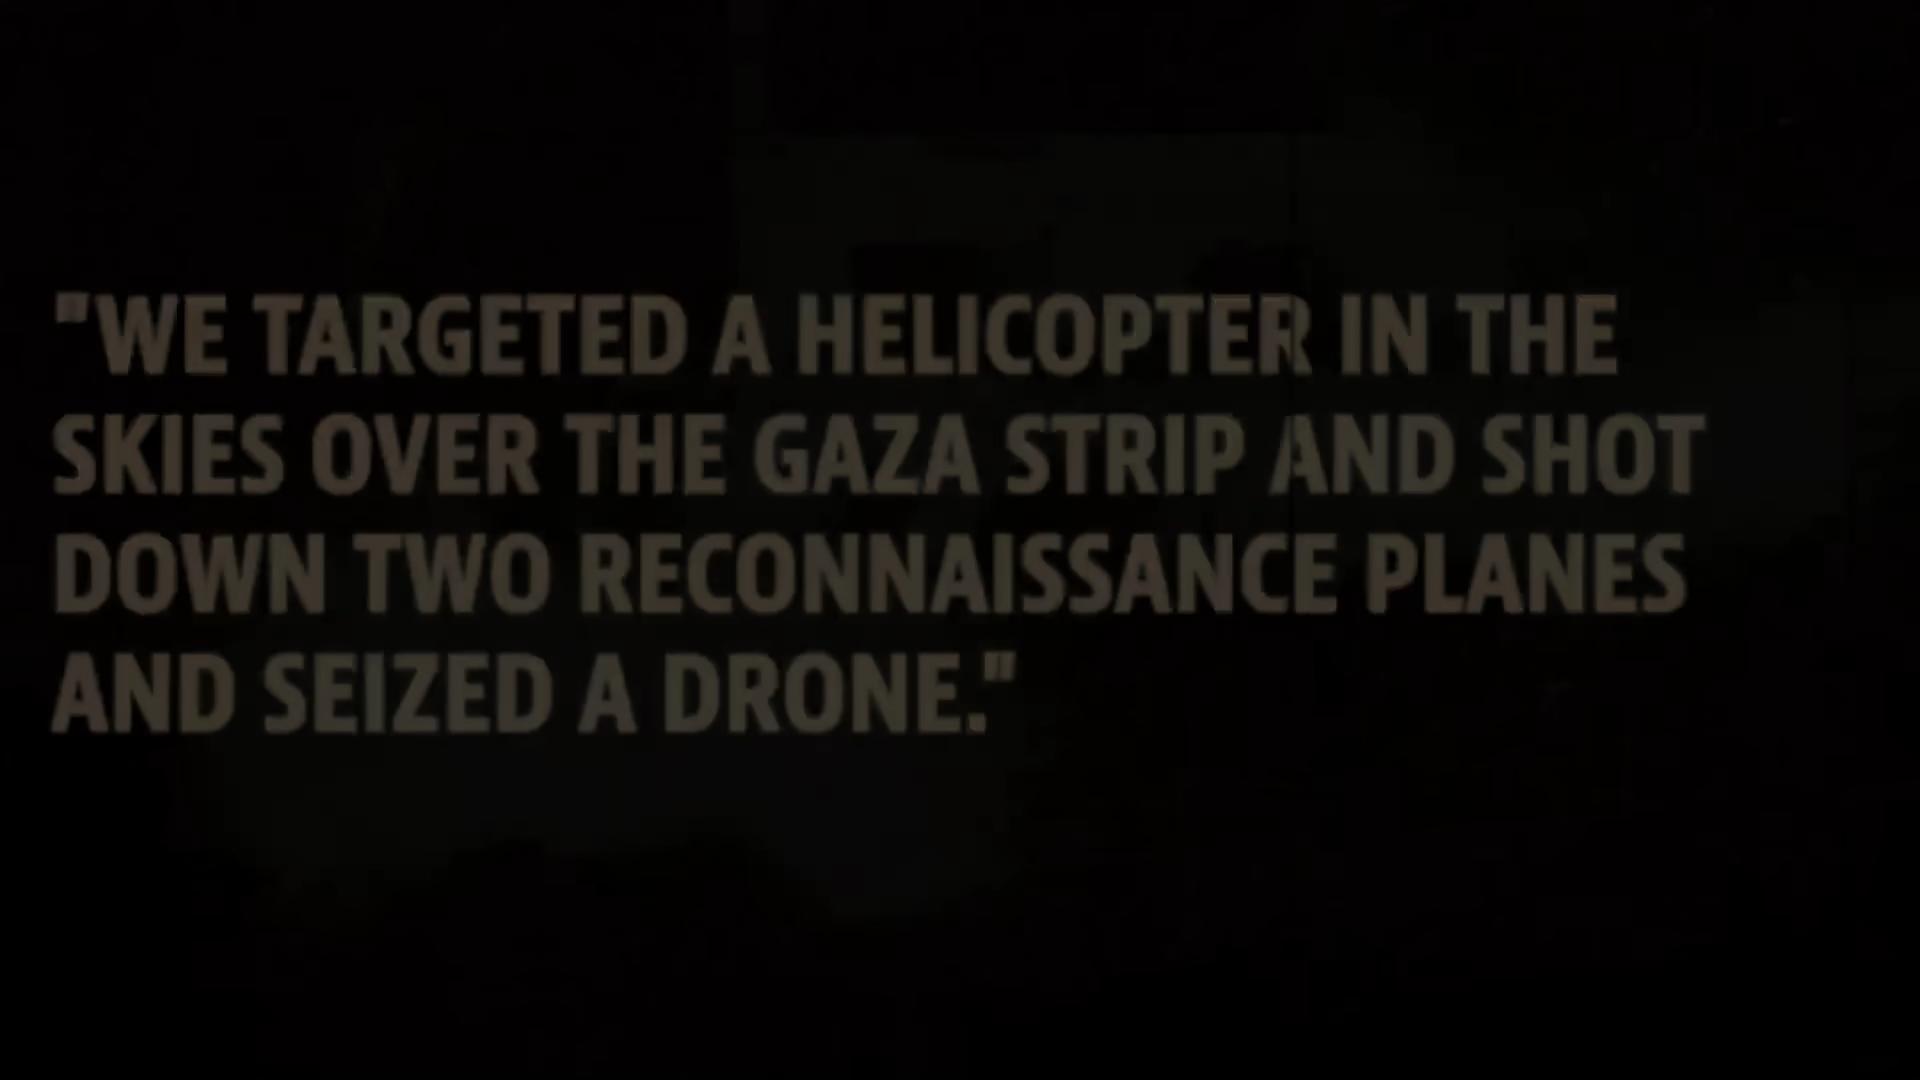 "WE TARGETED A HELICOPTER IN THE
SKIES OVER THE GAZA STRIP AND SHOT
DOWN TWO RECONNAISSANCE PLANES
AND SEIZED A DRONE."